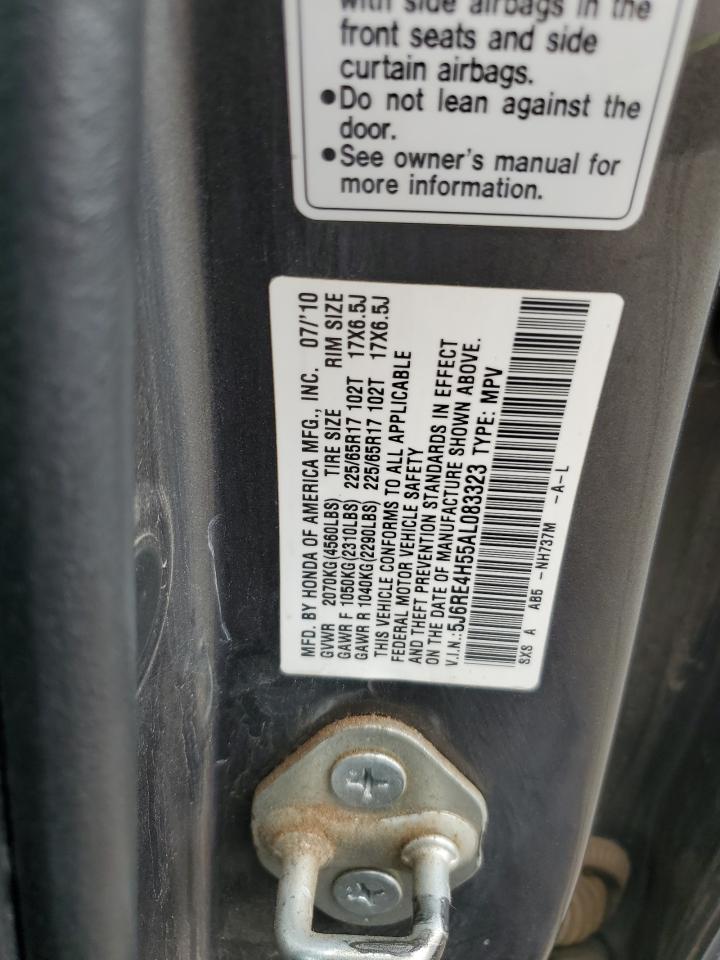 with side airbags in the
front seats and side
curtain airbags.
●Do not lean against the
door.
●See owner's manual for
more information.
MFD. BY HONDA OF AMERICA MFG., INC. 07/'10
GVWR 2070KG(4560LBS) TIRE SIZE RIM SIZE
GAWR F 1050KG(2310LBS) 225/65R17 102T 17X6.5J
GAWR R 1040KG(2290LBS) 225/65R17 102T 17X6.5J
THIS VEHICLE CONFORMS TO ALL APPLICABLE
FEDERAL MOTOR VEHICLE SAFETY
AND THEFT PREVENTION STANDARDS IN EFFECT
ON THE DATE OF MANUFACTURE SHOWN ABOVE.
V.I.N.:5J6RE4H55AL083323 TYPE: MPV
SXS A AB5 -NH737M -A-L